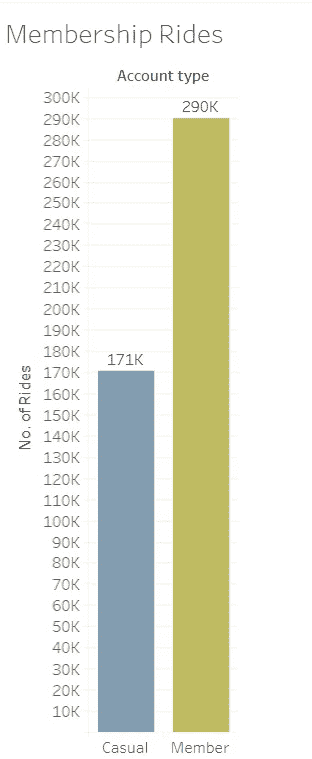 Membership Rides
Account type
300K
290K
290K
280K
270K
260K
250K
240K
230K
220K
210K
200K
190K
180K
171K
170K
160K
150K
140K
130K
120K
110K
100K
90K
80K
70K
60K
50K
40K
30K
20K
10K
No. of Rides
Casual Member